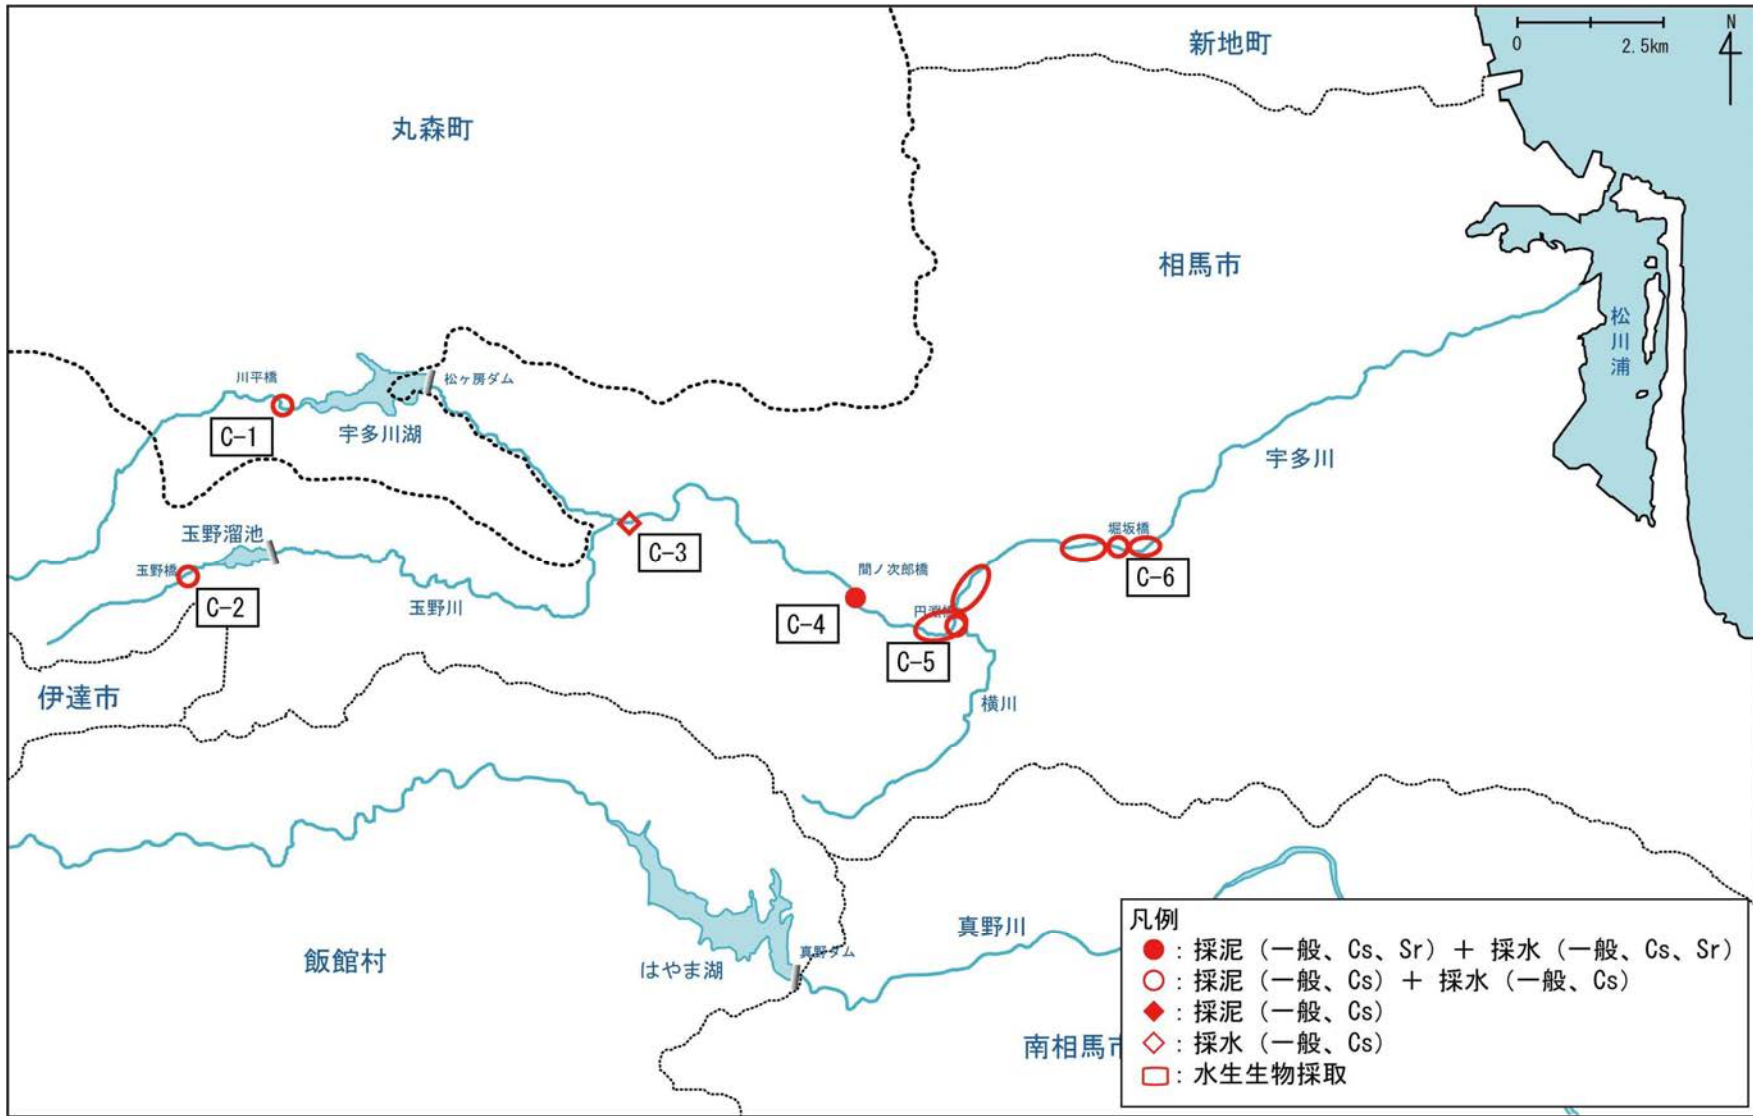 新地町
0
2.5km
N
丸森町
相馬市
松川浦
川平橋
松ヶ房ダム
C-1
宇多川湖
宇多川
玉野溜池
堀坂橋
C-3
玉野橋
間ノ次郎橋
C-6
C-2
玉野川
C-4
C-5
伊達市
横川
飯館村
はやま湖
真野ダム
真野川
南相馬市
凡例
：採泥（一般、Cs、Sr）＋ 採水（一般、Cs、Sr）
：採泥（一般、Cs）＋ 採水（一般、Cs）
：採泥（一般、Cs）
：採水（一般、Cs）
：水生生物採取